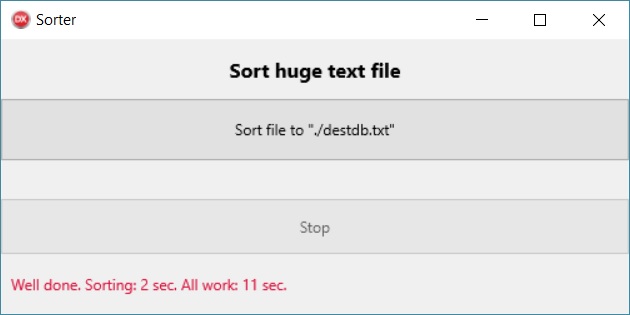 DX Sorter
Sort huge text file
Sort file to "./destdb.txt"
Stop
Well done. Sorting: 2 sec. All work: 11 sec.